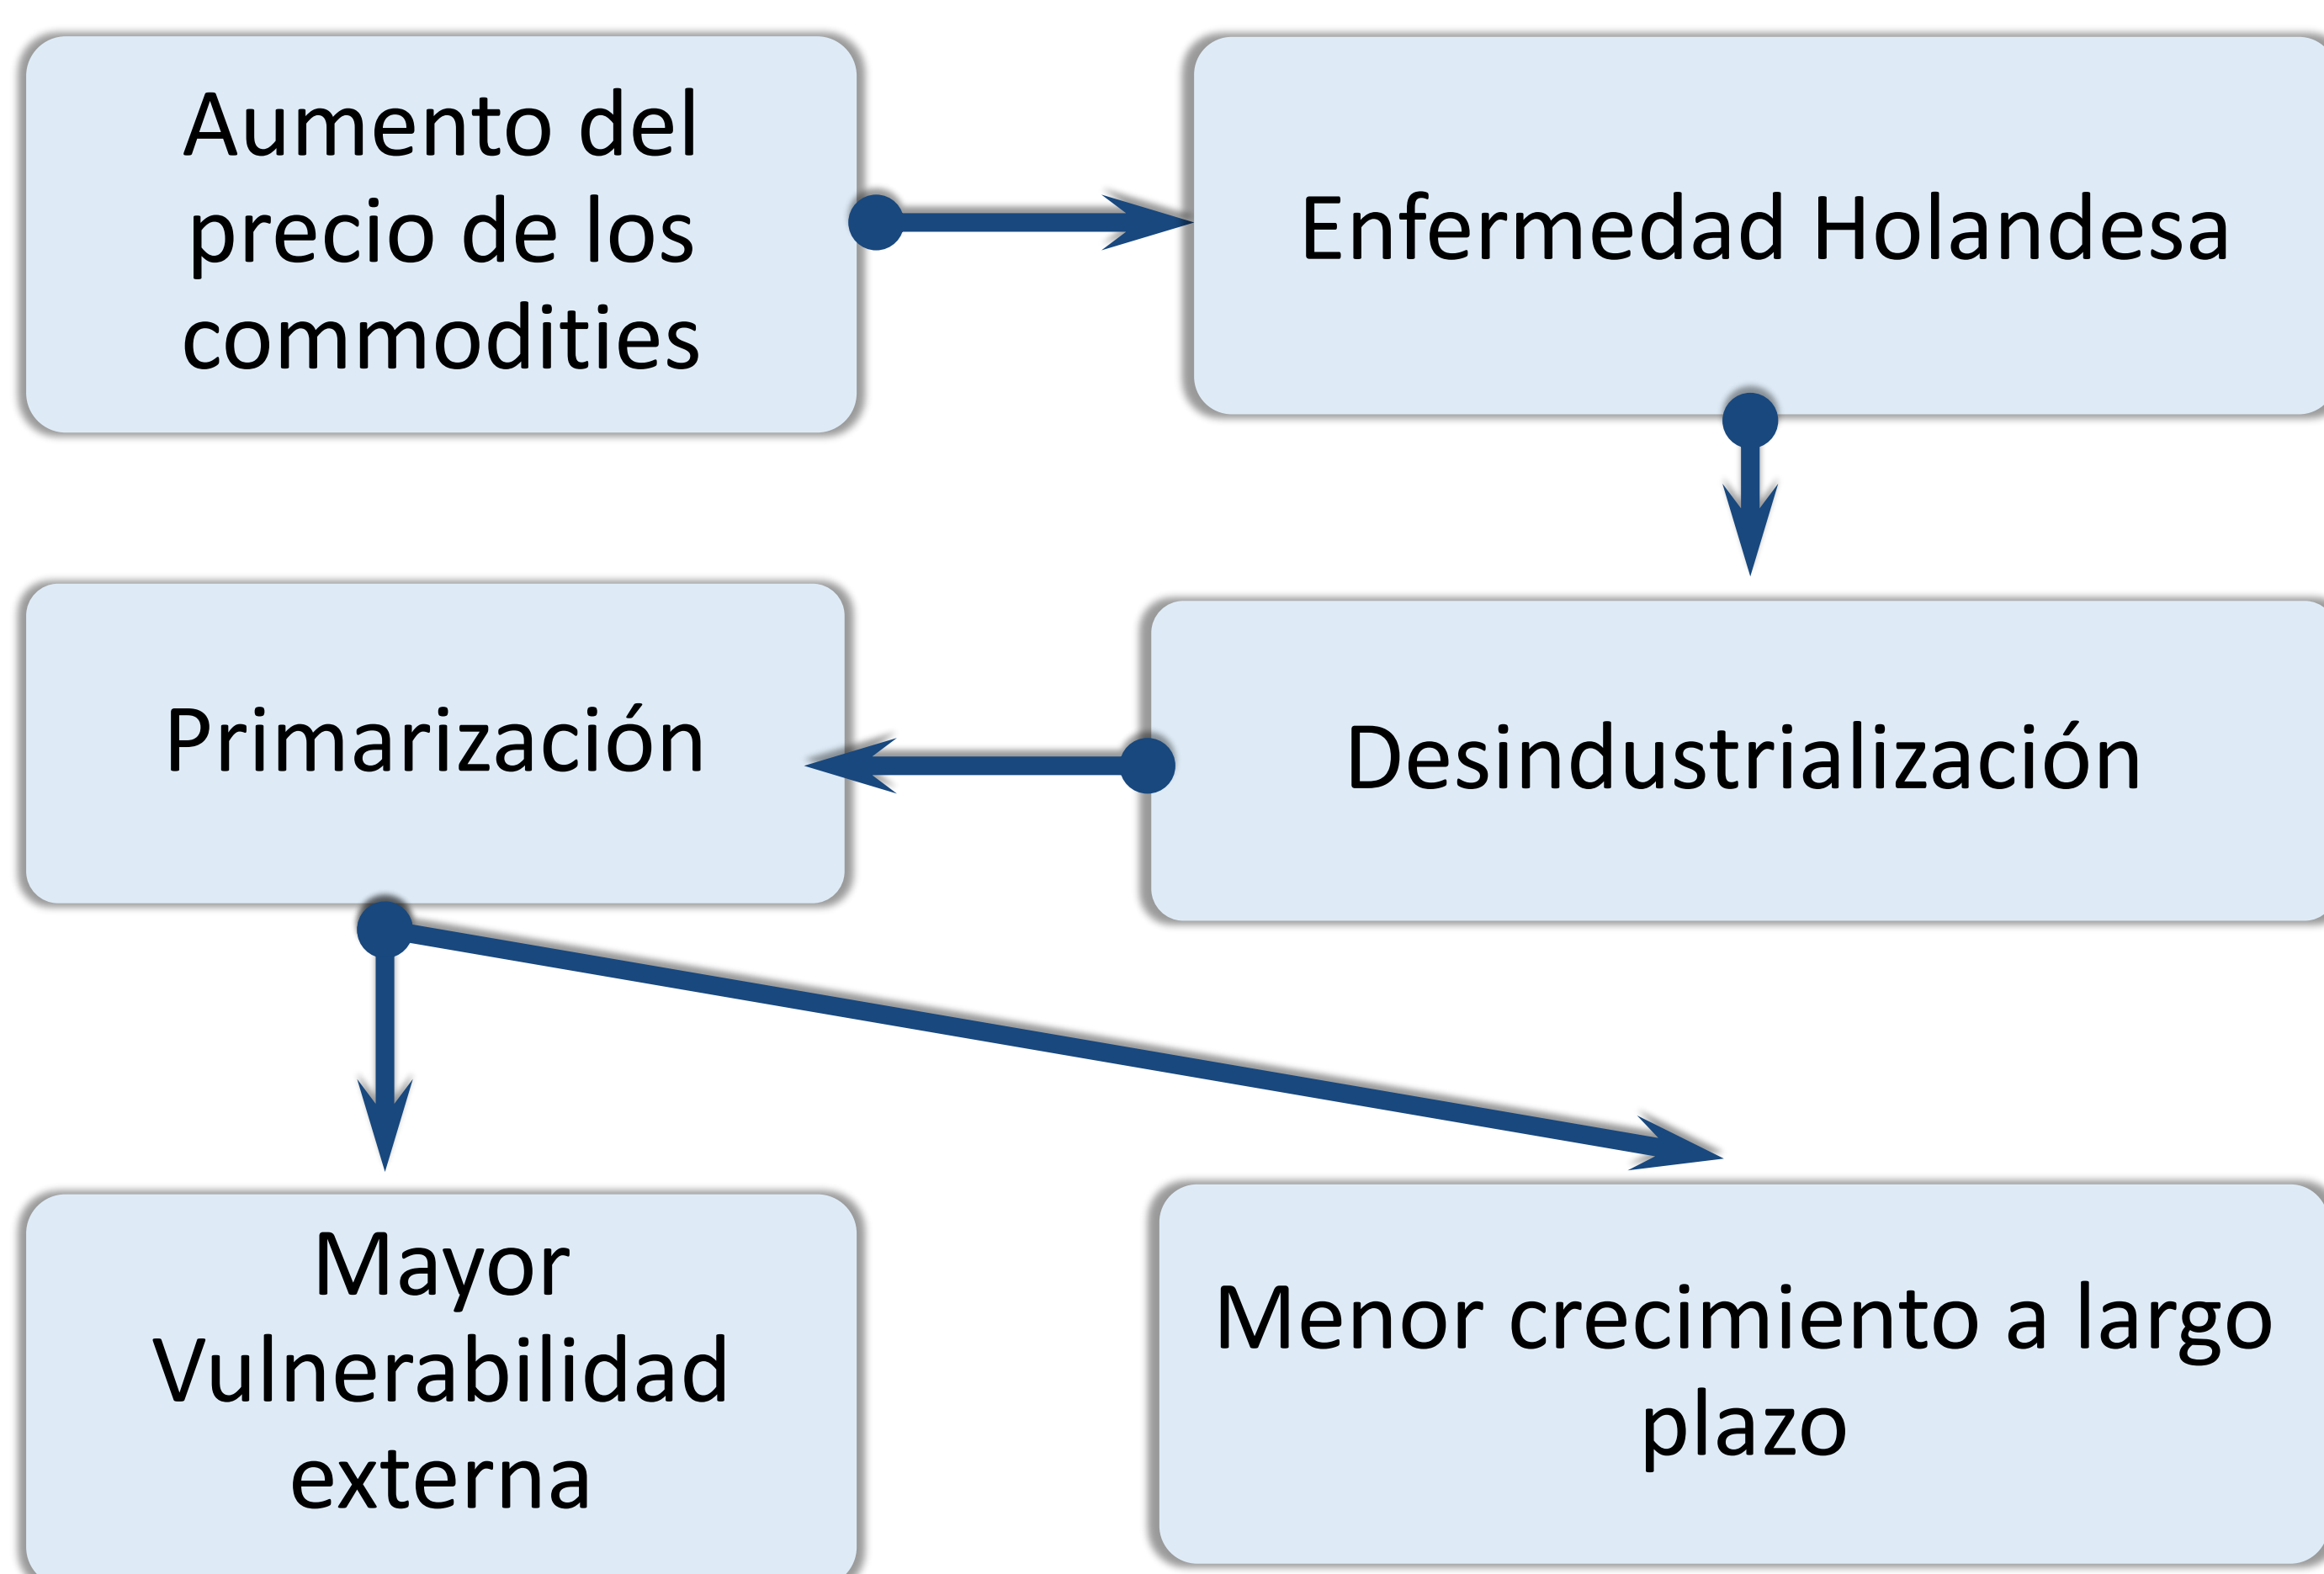 Aumento del
precio de los
commodities
Enfermedad Holandesa
Primarización
Desindustrialización
Mayor
Vulnerabilidad
externa
Menor crecimiento a largo
plazo